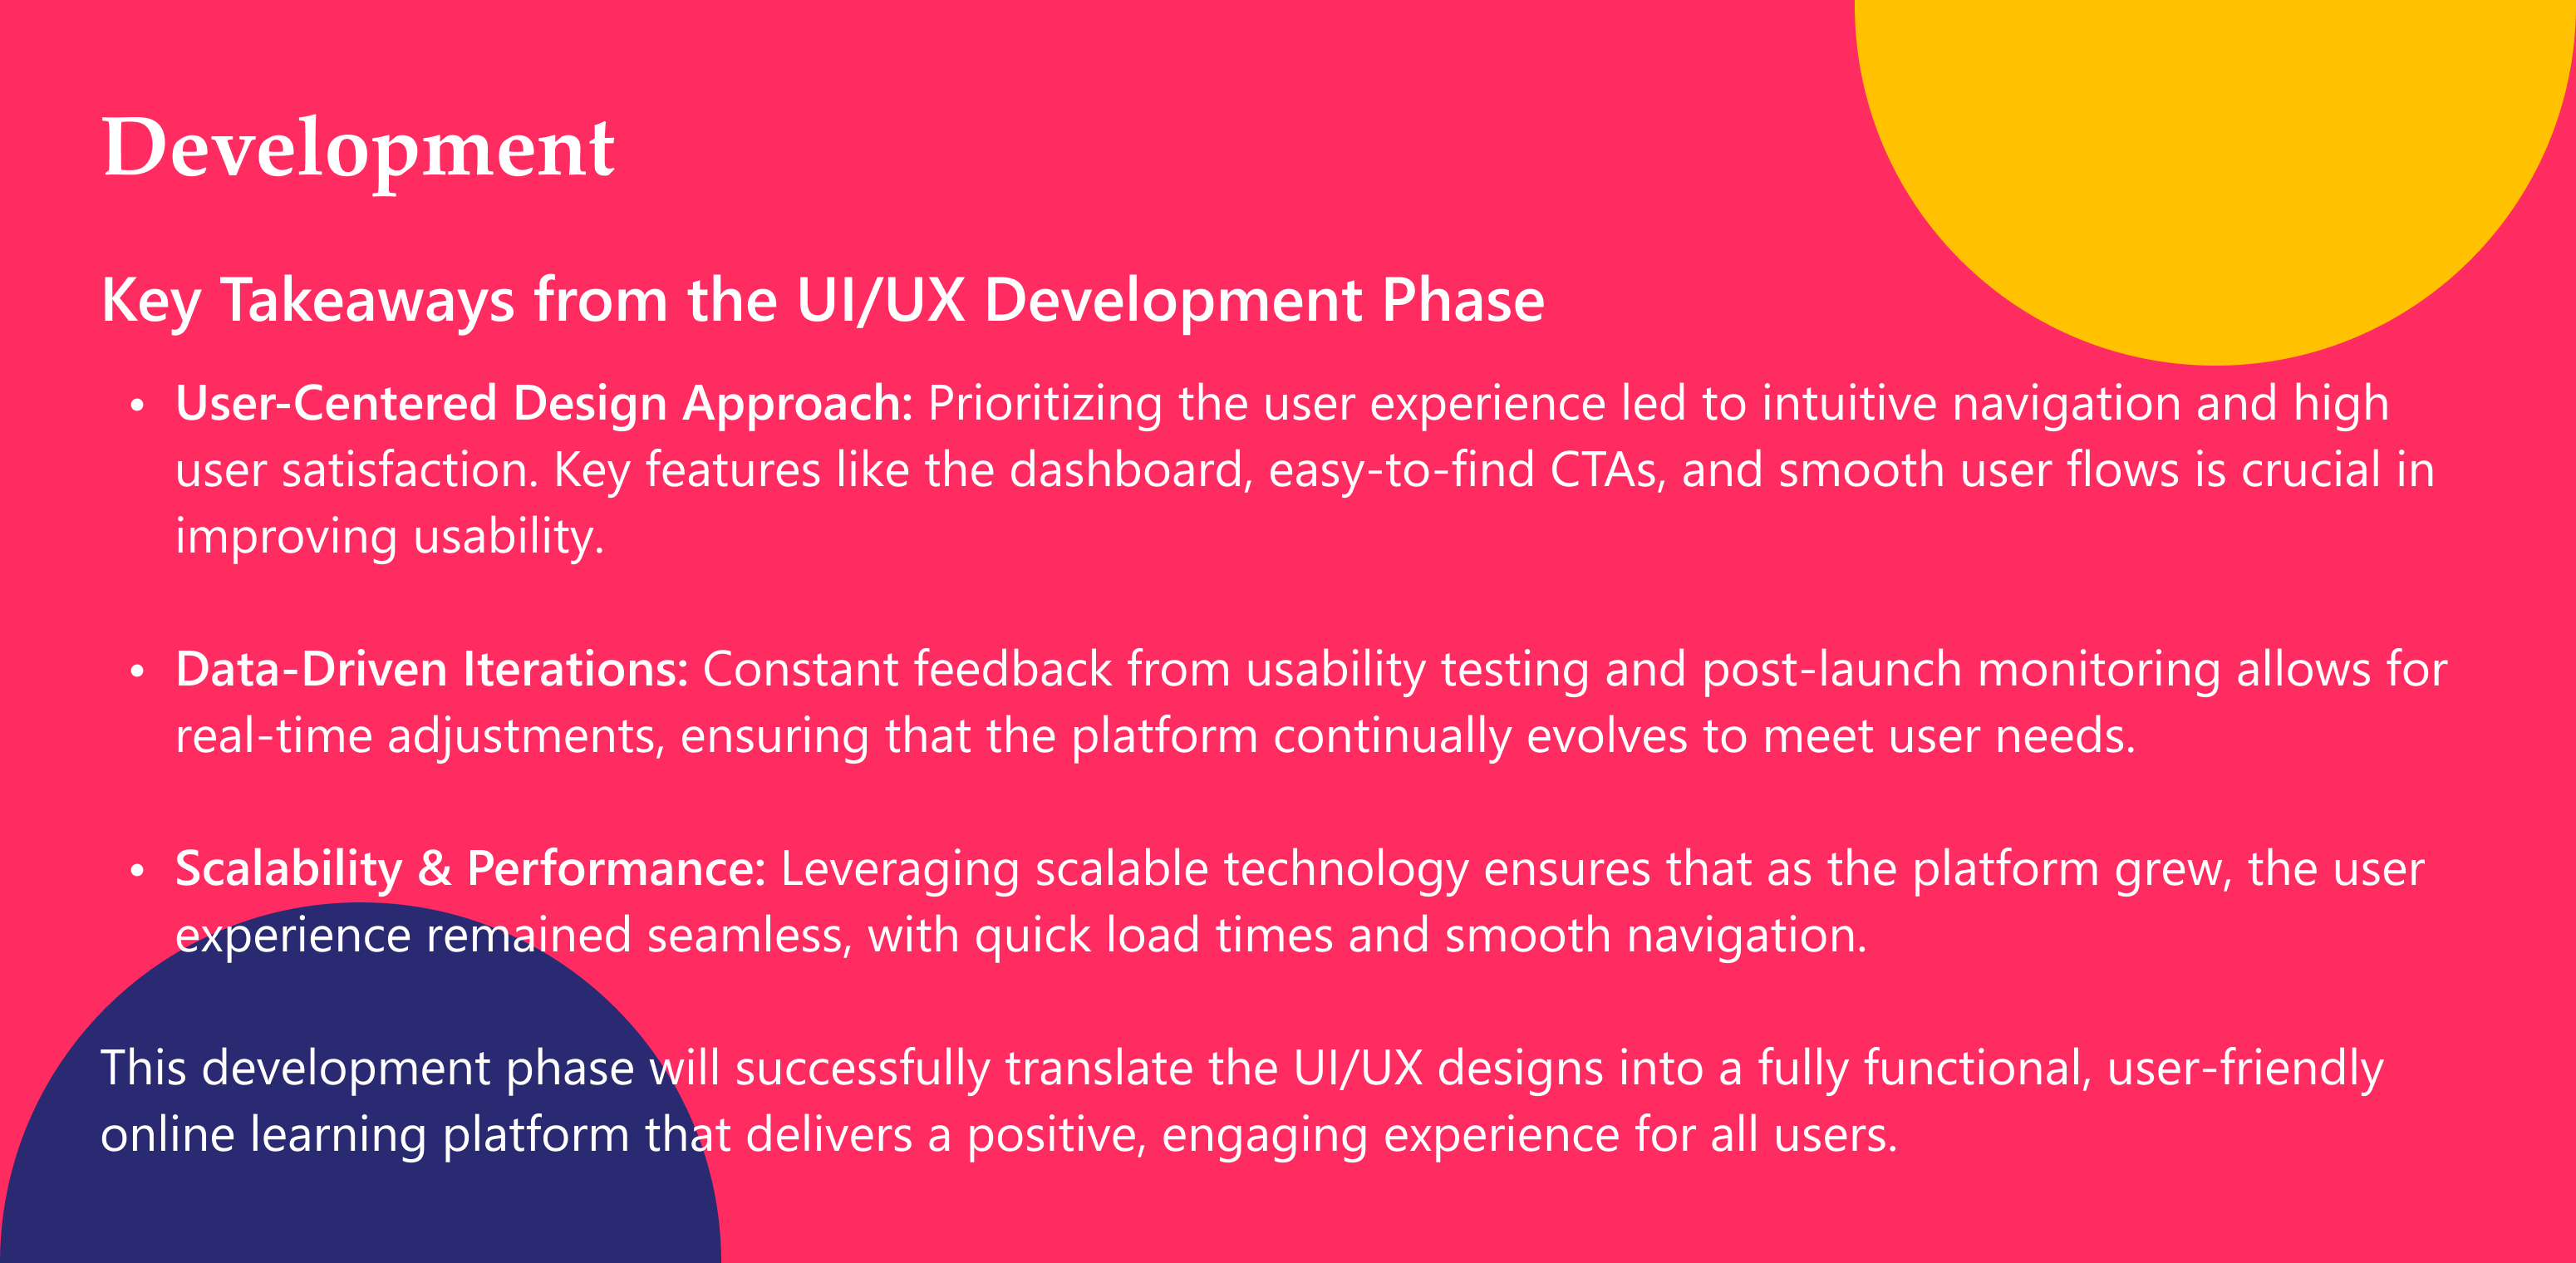 Development
Key Takeaways from the UI/UX Development Phase
• User-Centered Design Approach: Prioritizing the user experience led to intuitive navigation and high
user satisfaction. Key features like the dashboard, easy-to-find CTAs, and smooth user flows is crucial in
improving usability.
• Data-Driven Iterations: Constant feedback from usability testing and post-launch monitoring allows for
real-time adjustments, ensuring that the platform continually evolves to meet user needs.
• Scalability & Performance: Leveraging scalable technology ensures that as the platform grew, the user
experience remained seamless, with quick load times and smooth navigation.
This development phase will successfully translate the UI/UX designs into a fully functional, user-friendly
online learning platform that delivers a positive, engaging experience for all users.